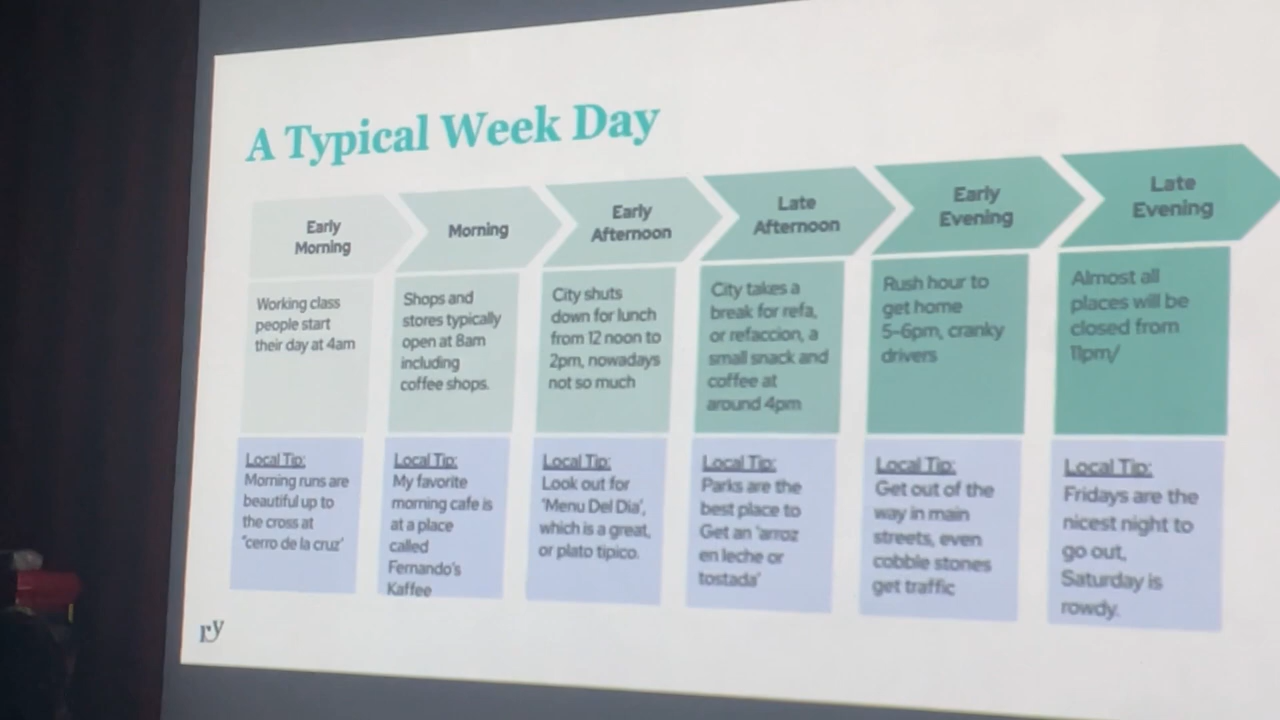 A Typical Week Day
Early
Morning
Morning
Early
Afternoon
Late
Afternoon
Early
Evening
Late
Evening
Working class
people start
their day at 4am
Shops and
stores typically
open at 8am
including
coffee shops.
City shuts
down for lunch
from 12 noon to
2pm, nowadays
not so much
City takes a
break for refa,
or refaccion, a
small snack and
coffee at
around 4pm
Rush hour to
get home
5-6pm, cranky
drivers
Almost all
places will be
closed from
11pm/
Local Tip:
Morning runs are
beautiful up to
the cross at
"cerro de la cruz'
Local Tip:
My favorite
morning cafe is
at a place
called
Fernando's
Kaffee
Local Tip:
Look out for
'Menu Del Dia',
which is a great,
or plato tipico.
Local Tip:
Parks are the
best place to
Get an 'arroz
en leche or
tostada'
Local Tip:
Get out of the
way in main
streets, even
cobble stones
get traffic
Local Tip:
Fridays are the
nicest night to
go out,
Saturday is
rowdy.
ry